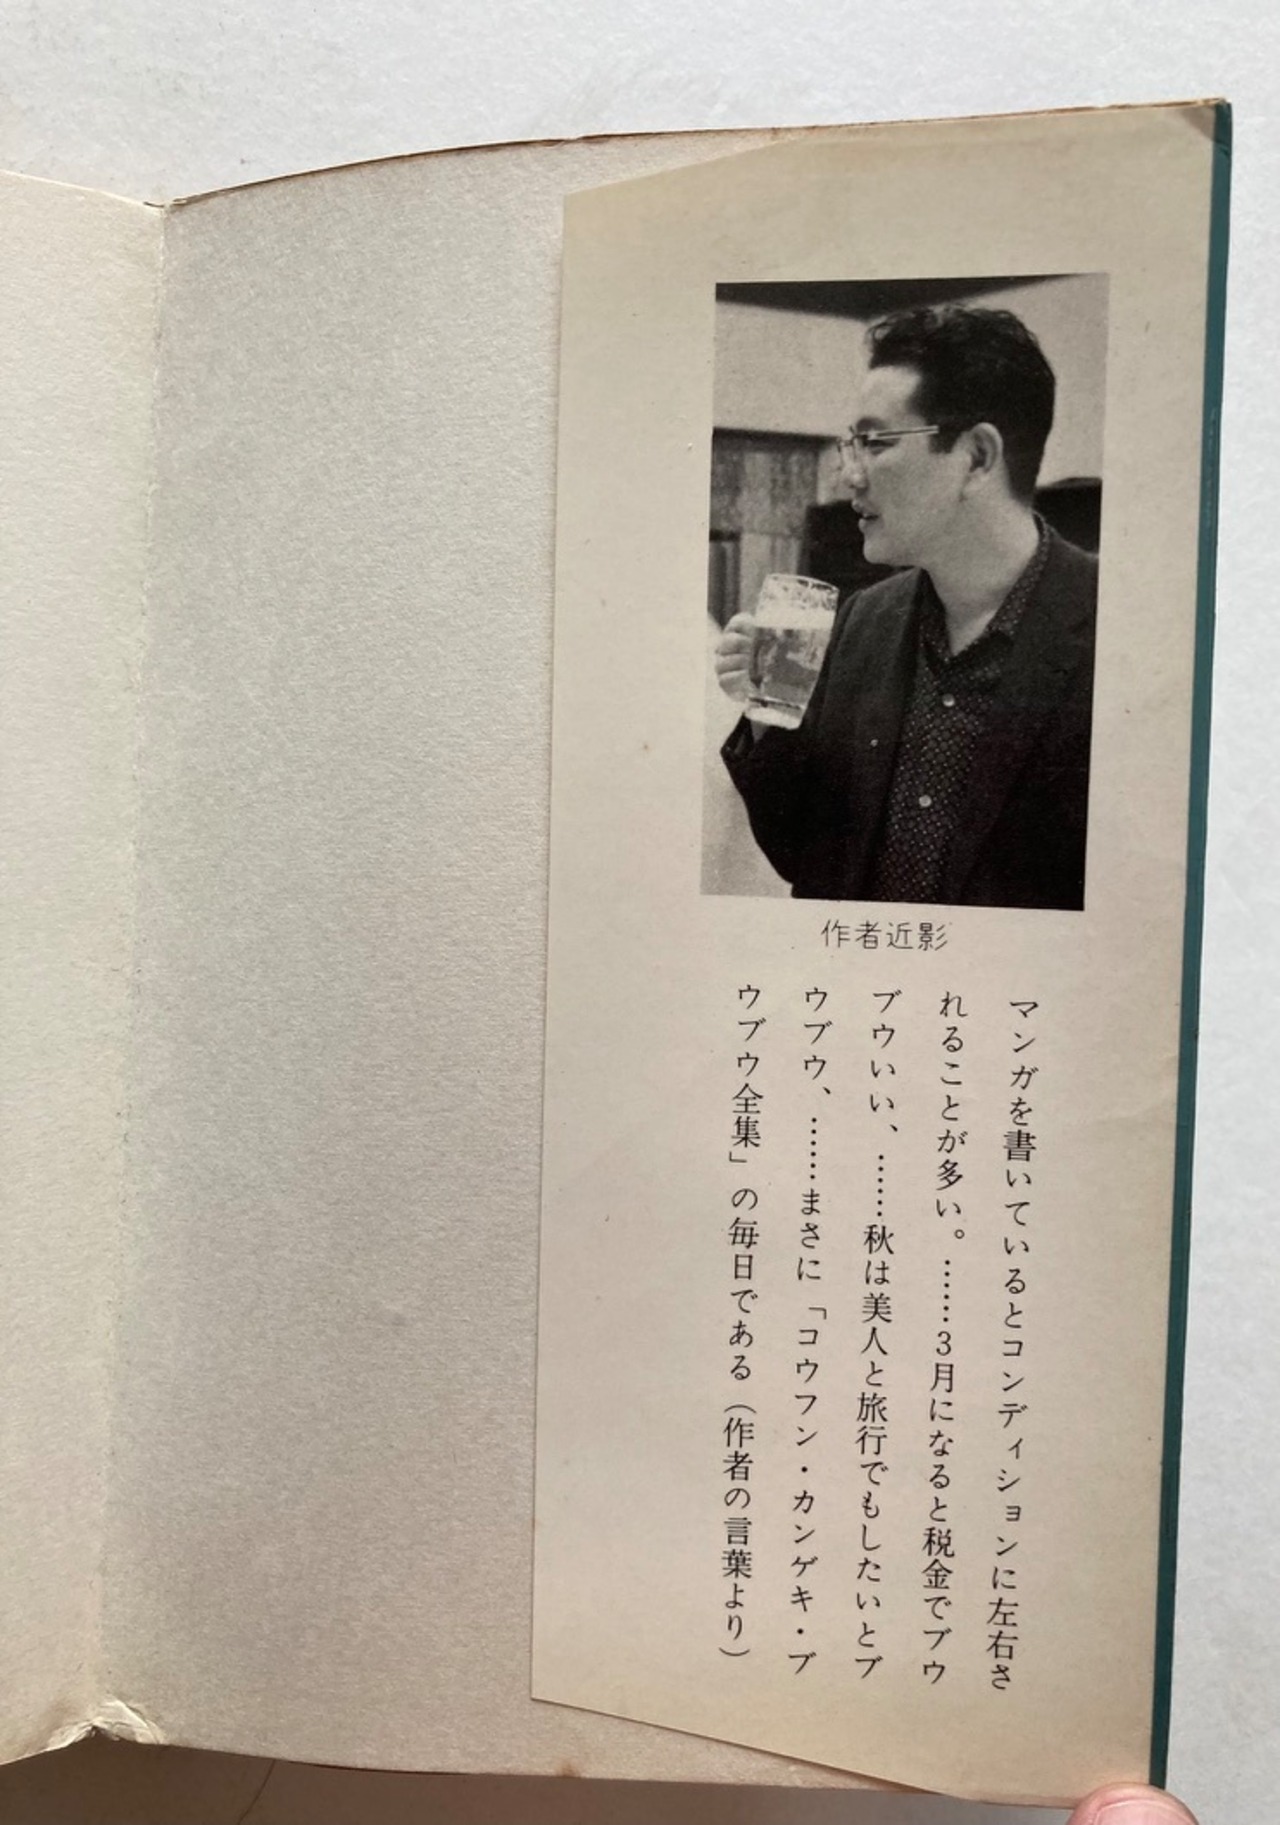 作者近影
マンガを書いているとコンディションに左右さ
れることが多い。……3月になると税金でブウ
ブウいい、……秋は美人と旅行でもしたいとブ
ウブウ、……まさに「コウフン・カンゲキ・ブ
ウブウ全集」の毎日である（作者の言葉より）